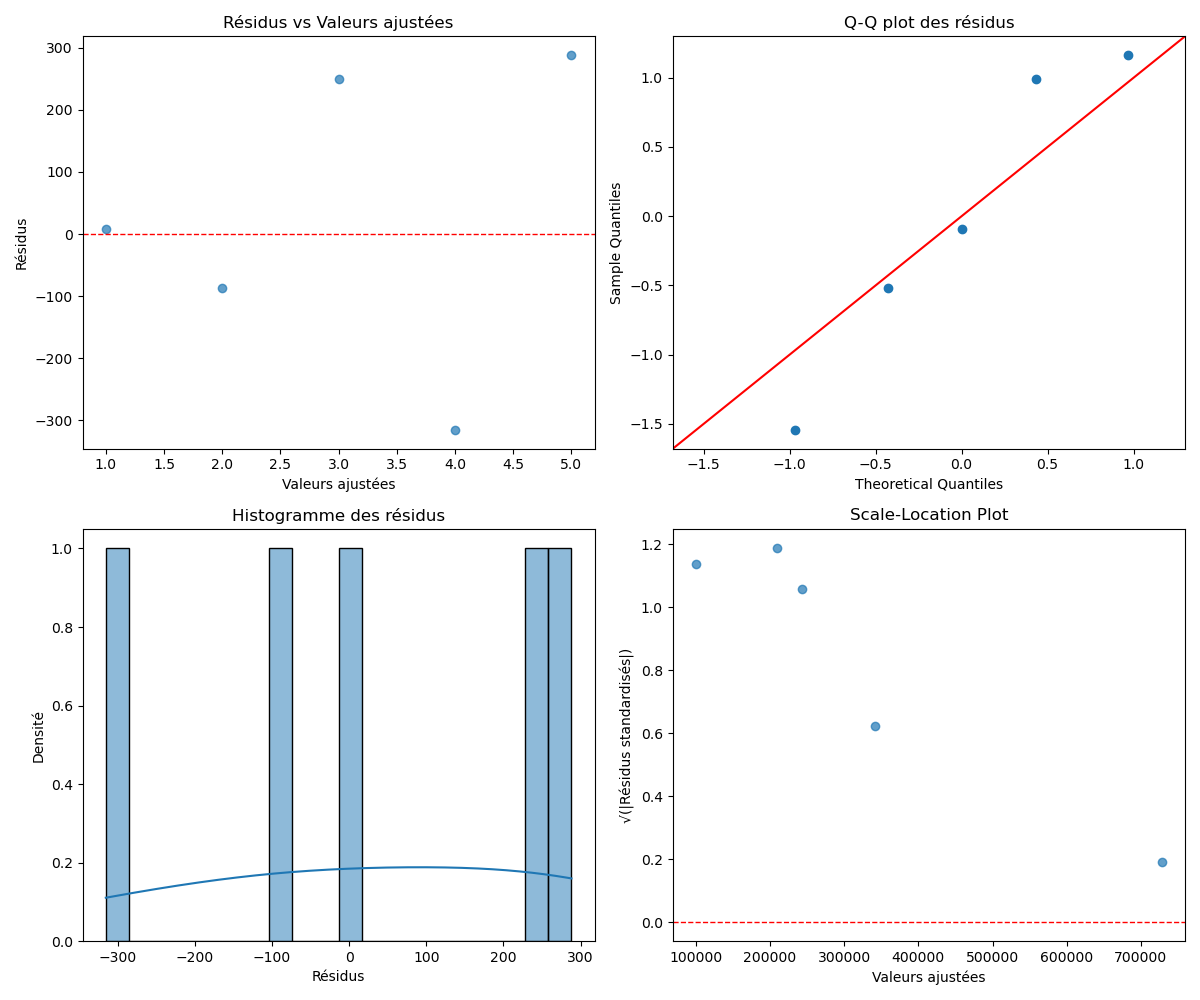 Résidus vs Valeurs ajustées
300
200
100
0
−100
−200
−300
Résidus
1.0 1.5 2.0 2.5 3.0 3.5 4.0 4.5 5.0
Valeurs ajustées
Q-Q plot des résidus
1.0
0.5
0.0
−0.5
−1.0
−1.5
Sample Quantiles
−1.5 −1.0 −0.5 0.0 0.5 1.0
Theoretical Quantiles
Histogramme des résidus
1.0
0.8
0.6
0.4
0.2
0.0
Densité
−300 −200 −100 0 100 200 300
Résidus
Scale-Location Plot
1.2
1.0
0.8
0.6
0.4
0.2
0.0
√(|Résidus standardisés|)
100000 200000 300000 400000 500000 600000 700000
Valeurs ajustées